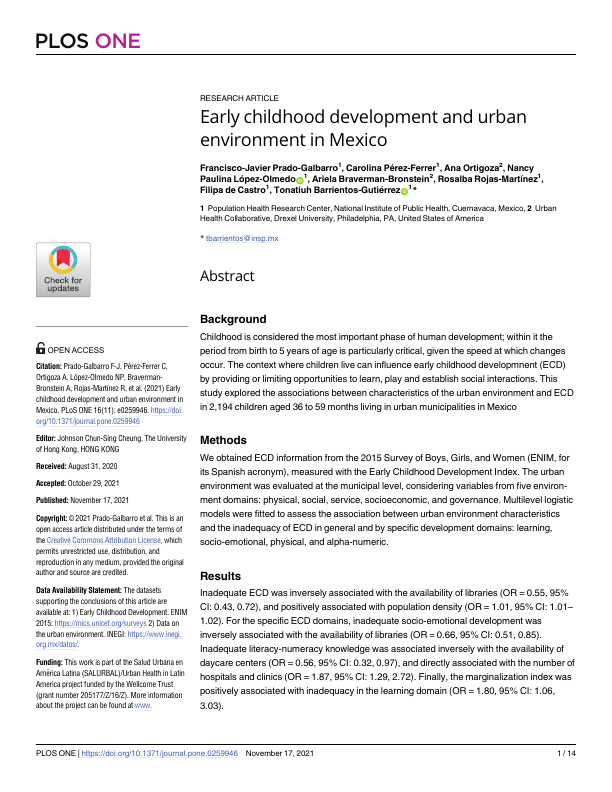 PLOS ONE
RESEARCH ARTICLE
Early childhood development and urban
environment in Mexico
Francisco-Javier Prado-Galbarro1, Carolina Pérez-Ferrer1, Ana Ortigoza2, Nancy
Paulina López-Olmedo1, Ariela Braverman-Bronstein2, Rosalba Rojas-Martínez1,
Filipa de Castro1, Tonatiuh Barrientos-Gutiérrez1*
1 Population Health Research Center, National Institute of Public Health, Cuernavaca, Mexico, 2 Urban
Health Collaborative, Drexel University, Philadelphia, PA, United States of America
* tbarrientos@insp.mx
Check for
updates
OPEN ACCESS
Citation: Prado-Galbarro F-J, Pérez-Ferrer C,
Ortigoza A, López-Olmedo NP, Braverman-
Bronstein A, Rojas-Martínez R, et al. (2021) Early
childhood development and urban environment in
Mexico. PLoS ONE 16(11): e0259946. https://doi.
org/10.1371/journal.pone.0259946
Editor: Johnson Chun-Sing Cheung, The University
of Hong Kong, HONG KONG
Received: August 31, 2020
Accepted: October 29, 2021
Published: November 17, 2021
Copyright: © 2021 Prado-Galbarro et al. This is an
open access article distributed under the terms of
the Creative Commons Attribution License, which
permits unrestricted use, distribution, and
reproduction in any medium, provided the original
author and source are credited.
Data Availability Statement: The datasets
supporting the conclusions of this article are
available at: 1) Early Childhood Development. ENIM
2015: https://mics.unicef.org/surveys 2) Data on
the urban environment. INEGI: https://www.inegi.
org.mx/datos/.
Funding: This work is part of the Salud Urbana en
América Latina (SALURBAL)/Urban Health in Latin
America project funded by the Wellcome Trust
(grant number 205177/Z/16/Z). More information
about the project can be found at www.
Abstract
Background
Childhood is considered the most important phase of human development; within it the
period from birth to 5 years of age is particularly critical, given the speed at which changes
occur. The context where children live can influence early childhood developmnent (ECD)
by providing or limiting opportunities to learn, play and establish social interactions. This
study explored the associations between characteristics of the urban environment and ECD
in 2,194 children aged 36 to 59 months living in urban municipalities in Mexico
Methods
We obtained ECD information from the 2015 Survey of Boys, Girls, and Women (ENIM, for
its Spanish acronym), measured with the Early Childhood Development Index. The urban
environment was evaluated at the municipal level, considering variables from five environ-
ment domains: physical, social, service, socioeconomic, and governance. Multilevel logistic
models were fitted to assess the association between urban environment characteristics
and the inadequacy of ECD in general and by specific development domains: learning,
socio-emotional, physical, and alpha-numeric.
Results
Inadequate ECD was inversely associated with the availability of libraries (OR = 0.55, 95%
CI: 0.43, 0.72), and positively associated with population density (OR = 1.01, 95% CI: 1.01–
1.02). For the specific ECD domains, inadequate socio-emotional development was
inversely associated with the availability of libraries (OR = 0.66, 95% CI: 0.51, 0.85).
Inadequate literacy-numeracy knowledge was associated inversely with the availability of
daycare centers (OR = 0.56, 95% CI: 0.32, 0.97), and directly associated with the number of
hospitals and clinics (OR = 1.87, 95% CI: 1.29, 2.72). Finally, the marginalization index was
positively associated with inadequacy in the learning domain (OR = 1.80, 95% CI: 1.06,
3.03).
PLOS ONE | https://doi.org/10.1371/journal.pone.0259946 November 17, 2021
1 / 14